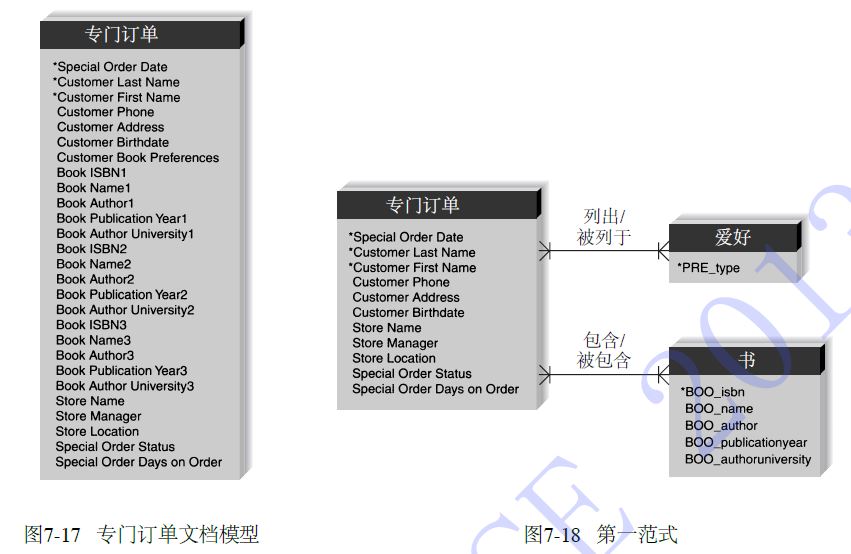 专门订单
*Special Order Date
*Customer Last Name
*Customer First Name
Customer Phone
Customer Address
Customer Birthdate
Customer Book Preferences
Book ISBN1
Book Name1
Book Author1
Book Publication Year1
Book Author University1
Book ISBN2
Book Name2
Book Author2
Book Publication Year2
Book Author University2
Book ISBN3
Book Name3
Book Author3
Book Publication Year3
Book Author University3
Store Name
Store Manager
Store Location
Special Order Status
Special Order Days on Order
图7-17 专门订单文档模型
专门订单
*Special Order Date
*Customer Last Name
*Customer First Name
Customer Phone
Customer Address
Customer Birthdate
Store Name
Store Manager
Store Location
Special Order Status
Special Order Days on Order
列出/
被列于
爱好
*PRE_type
包含/
被包含
书
*BOO_isbn
BOO_name
BOO_author
BOO_publicationyear
BOO_authoruniversity
图7-18 第一范式
CE 2013